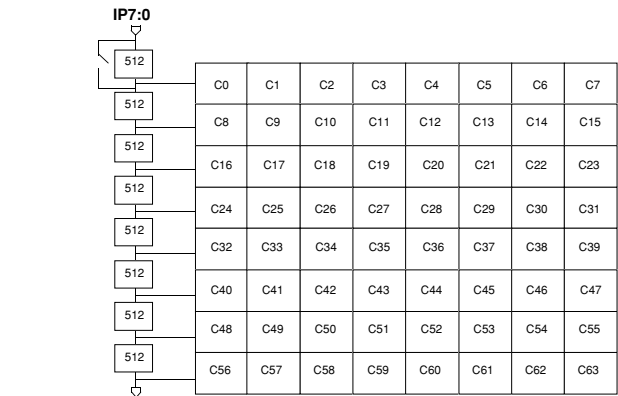 IP7:0
512
C0 C1 C2 C3 C4 C5 C6 C7
512
C8 C9 C10 C11 C12 C13 C14 C15
512
C16 C17 C18 C19 C20 C21 C22 C23
512
C24 C25 C26 C27 C28 C29 C30 C31
512
C32 C33 C34 C35 C36 C37 C38 C39
512
C40 C41 C42 C43 C44 C45 C46 C47
512
C48 C49 C50 C51 C52 C53 C54 C55
512
C56 C57 C58 C59 C60 C61 C62 C63